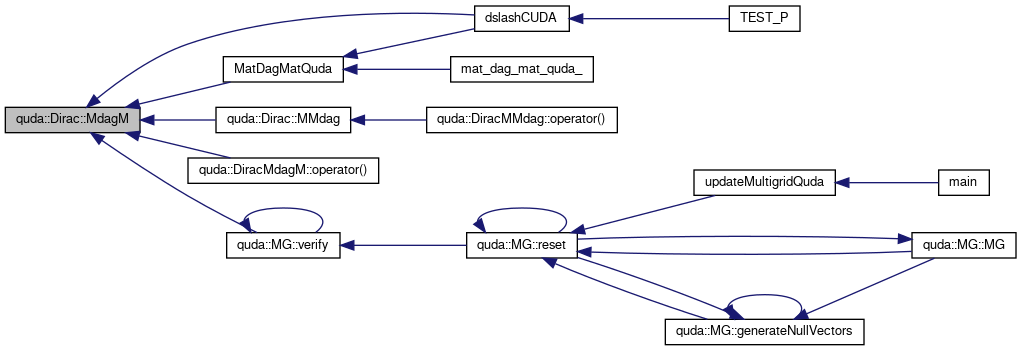 dslashCUDA
TEST_P
MatDagMatQuda
mat_dag_mat_quda_
quda::Dirac::MdagM
quda::Dirac::MMdag
quda::DiracMMdag::operator()
quda::DiracMdagM::operator()
updateMultigridQuda
main
quda::MG::verify
quda::MG::reset
quda::MG::MG
quda::MG::generateNullVectors